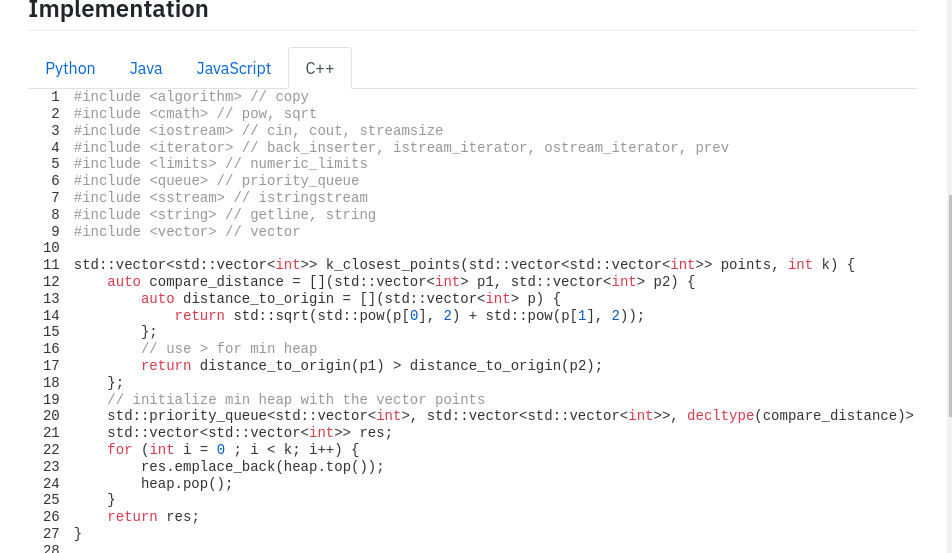 Implementation
Python Java JavaScript C++
1 #include <algorithm> // copy
2 #include <cmath> // pow, sqrt
3 #include <iostream> // cin, cout, streamsize
4 #include <iterator> // back_inserter, istream_iterator, ostream_iterator, prev
5 #include <limits> // numeric_limits
6 #include <queue> // priority_queue
7 #include <sstream> // istringstream
8 #include <string> // getline, string
9 #include <vector> // vector
10
11 std::vector<std::vector<int>> k_closest_points(std::vector<std::vector<int>> points, int k) {
12     auto compare_distance = [](std::vector<int> p1, std::vector<int> p2) {
13         auto distance_to_origin = [](std::vector<int> p) {
14             return std::sqrt(std::pow(p[0], 2) + std::pow(p[1], 2));
15         };
16         // use > for min heap
17         return distance_to_origin(p1) > distance_to_origin(p2);
18     };
19     // initialize min heap with the vector points
20     std::priority_queue<std::vector<int>, std::vector<std::vector<int>>, decltype(compare_distance)>
21     std::vector<std::vector<int>> res;
22     for (int i = 0 ; i < k; i++) {
23         res.emplace_back(heap.top());
24         heap.pop();
25     }
26     return res;
27 }
28